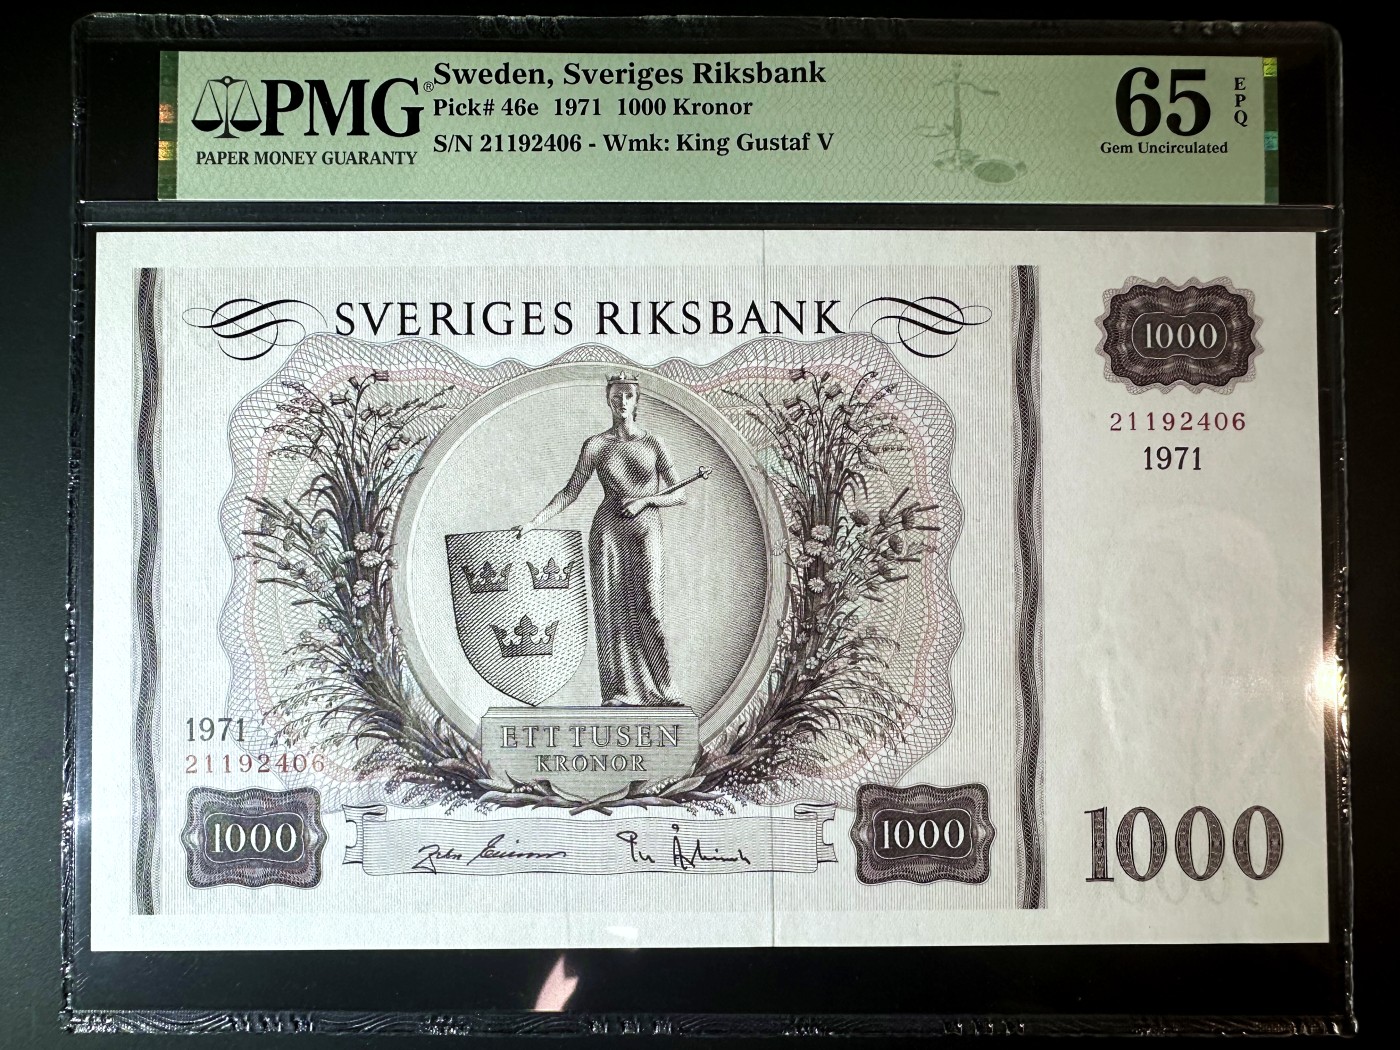 PMG®
PAPER MONEY GUARANTY
Sweden, Sveriges Riksbank
Pick# 46e 1971 1000 Kronor
S/N 21192406 - Wmk: King Gustaf V
65
EPQ
Gem Uncirculated
SVERIGES RIKSBANK
1000
21192406
1971
1971
21192406
ETT TUSEN
KRONOR
1000
1000
1000